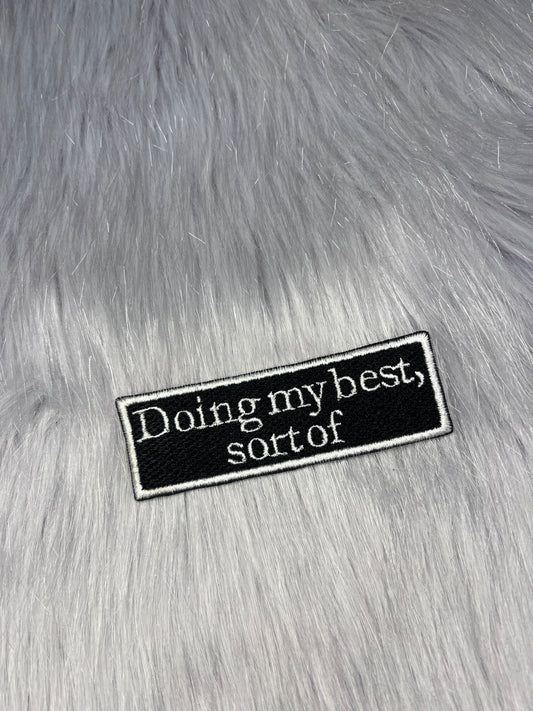 Doing my best,
sort of